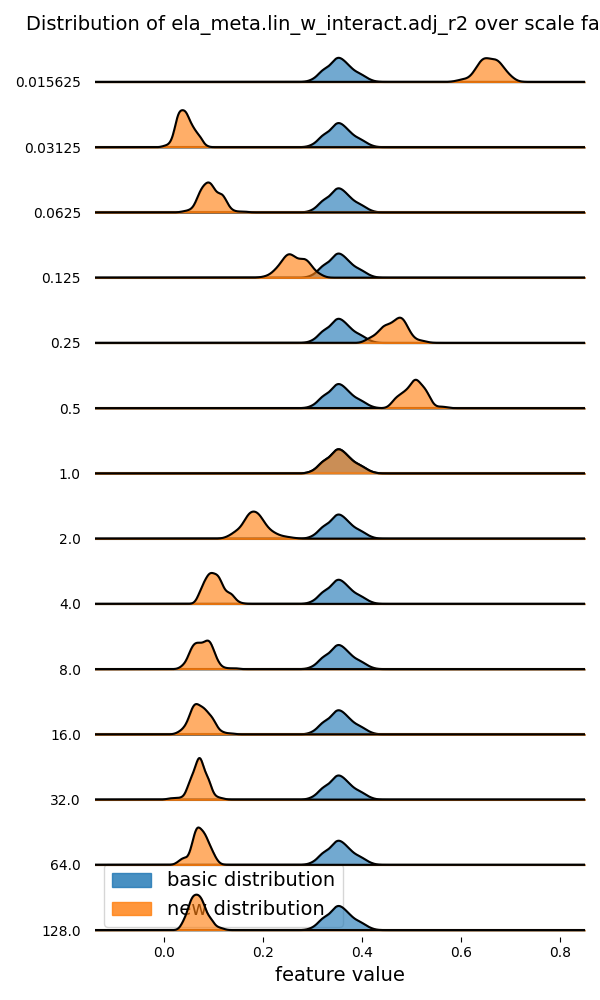 Distribution of ela_meta.lin_w_interact.adj_r2 over scale fa
0.015625
0.03125
0.0625
0.125
0.25
0.5
1.0
2.0
4.0
8.0
16.0
32.0
64.0
128.0
basic distribution
new distribution
0.0 0.2 0.4 0.6 0.8
feature value